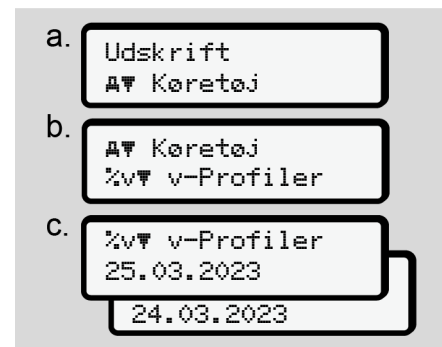 a.
Udskrift
Køretøj
b.
Køretøj
%v v-Profiler
c.
%v v-Profiler
25.03.2023
24.03.2023